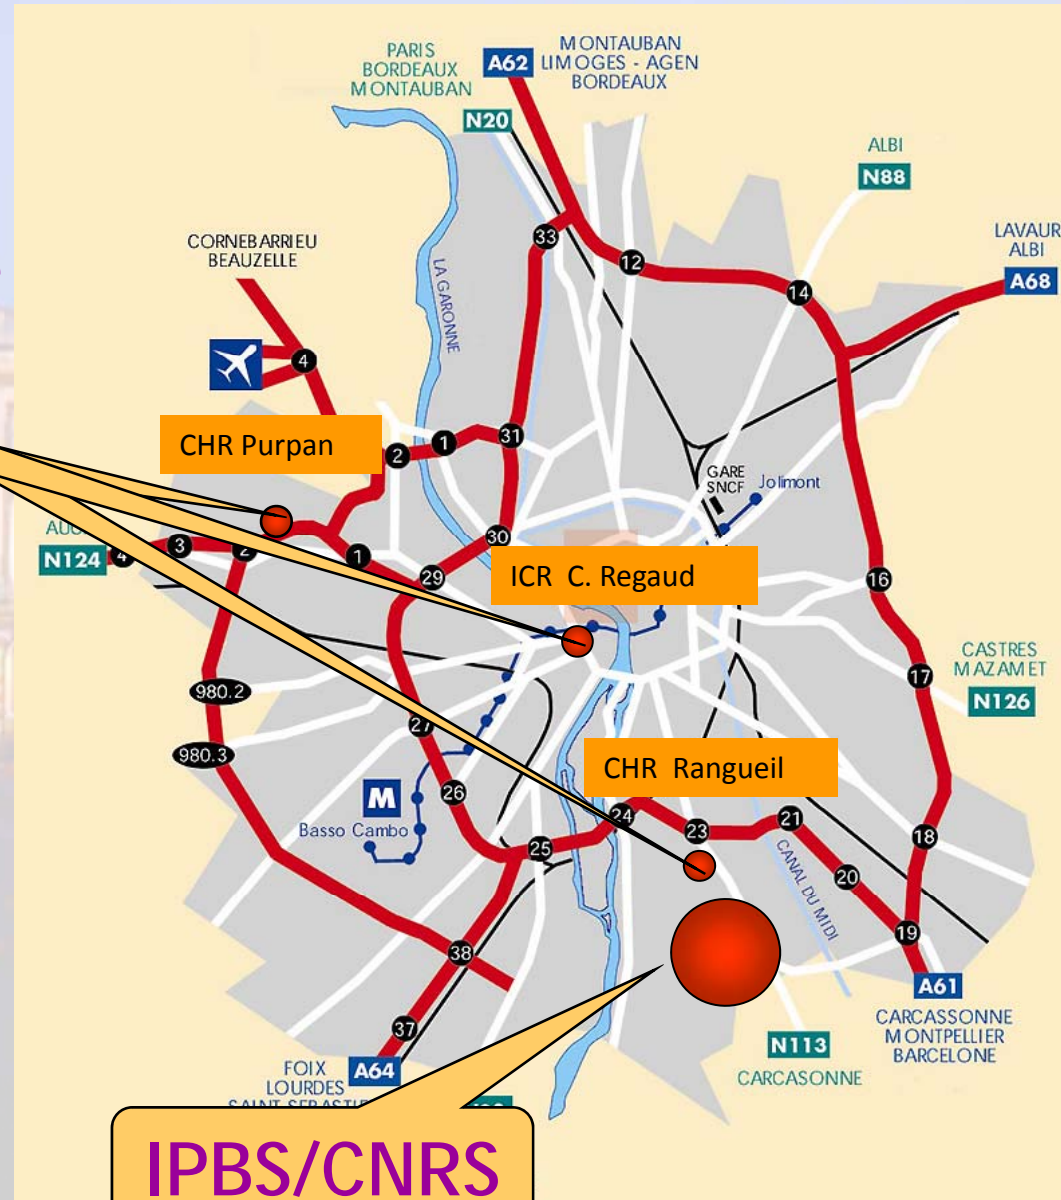 PARIS
BORDEAUX
MONTAUBAN
A62
MONTAUBAN
LIMOGES - AGEN
BORDEAUX
N20
ALBI
N88
LAVAUR
ALBI
A68
CORNEBARRIEU
BEAUZELLE
33
12
14
LA GARONNE
4
CHR Purpan
2
1
31
GARE
SNCF
Jolimont
N124
4
3
2
1
30
29
ICR C. Regaud
16
CASTRES
MAZAMET
N126
17
980.2
27
980.3
CHR Rangueil
M
Basso Cambo
26
24
23
21
18
25
20
CANAL DU MIDI
19
38
A61
CARCASSONNE
MONTPELLIER
BARCELONE
37
N113
CARCASONNE
FOIX
LOURDES
A64
IPBS/CNRS